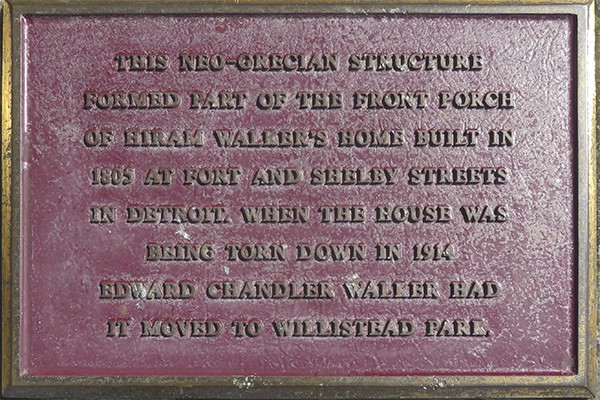 THIS NEO-GRECIAN STRUCTURE
FORMED PART OF THE FRONT PORCH
OF HIRAM WALKER'S HOME BUILT IN
1805 AT FORT AND SHELBY STREETS
IN DETROIT. WHEN THE HOUSE WAS
BEING TORN DOWN IN 1914
EDWARD CHANDLER WALKER HAD
IT MOVED TO WILLISTEAD PARK.